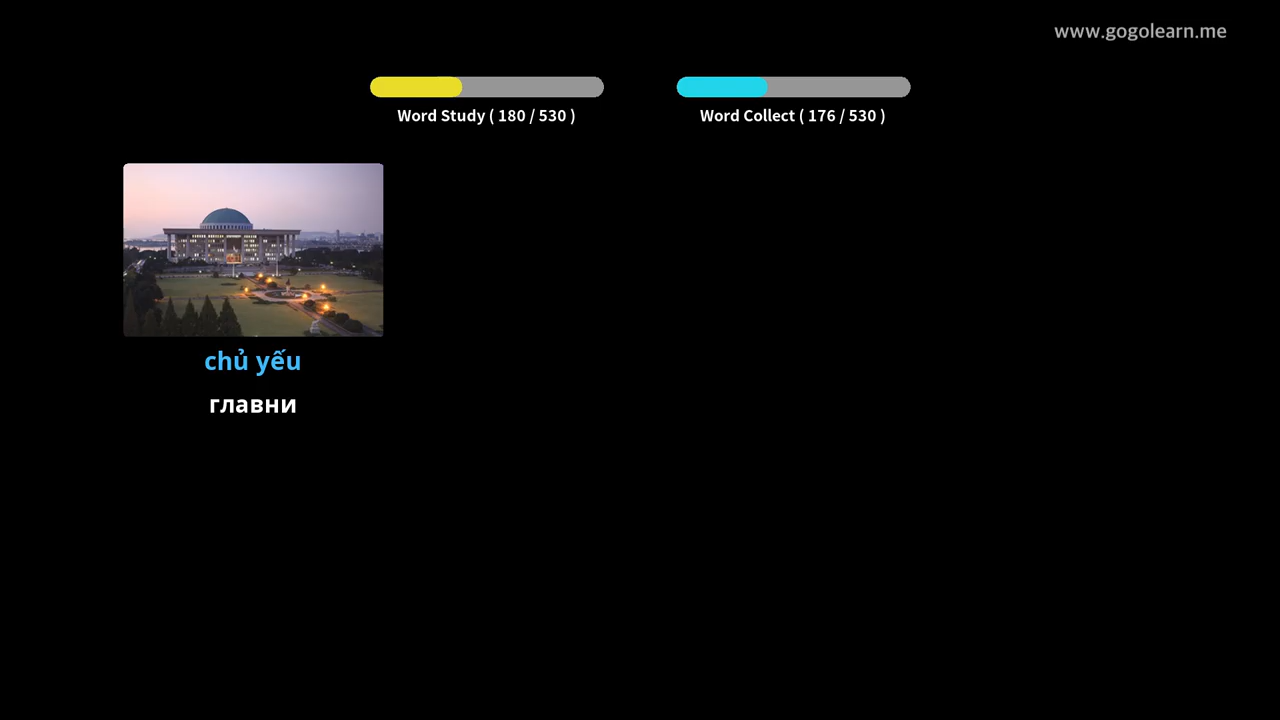 www.gogolearn.me
Word Study ( 180 / 530 )
Word Collect ( 176 / 530 )
chủ yếu
главни